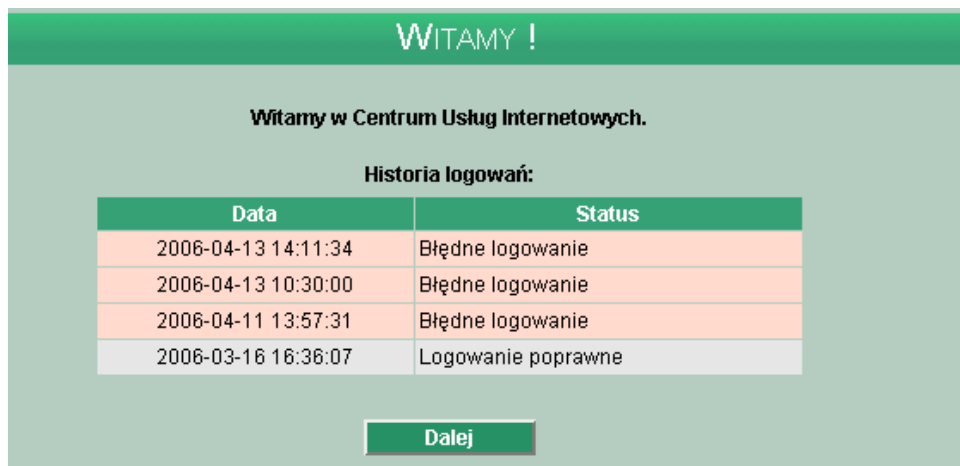 WITAMY !
Witamy w Centrum Usług Internetowych.
Historia logowań:
Data Status
2006-04-13 14:11:34 Błędne logowanie
2006-04-13 10:30:00 Błędne logowanie
2006-04-11 13:57:31 Błędne logowanie
2006-03-16 16:36:07 Logowanie poprawne
Dalej